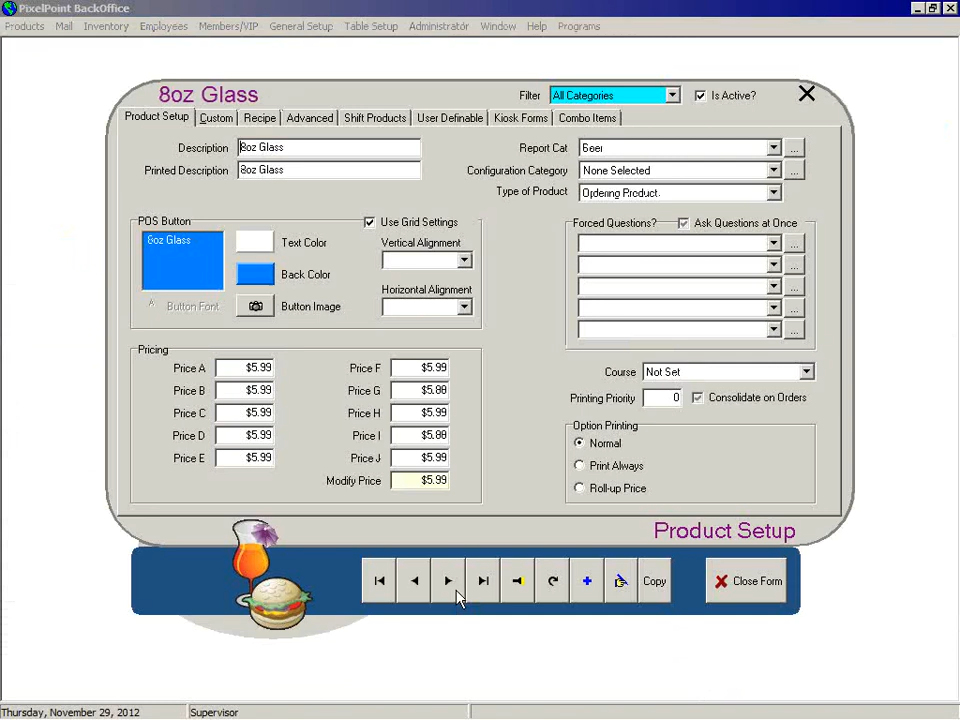 PixelPoint BackOffice
Products Mail Inventory Employees Members/VIP General Setup Table Setup Administrator Window Help Programs
8oz Glass
Filter All Categories Is Active?
Product Setup Custom Recipe Advanced Shift Products User Definable Kiosk Forms Combo Items
Description 8oz Glass
Printed Description 8oz Glass
Report Cat Beer ...
Configuration Category None Selected ...
Type of Product Ordering Product.
POS Button
Use Grid Settings
8oz Glass
Text Color
Back Color
Button Font
Button Image
Vertical Alignment
Horizontal Alignment
Forced Questions? Ask Questions at Once
...
...
...
...
...
Pricing
Price A $5.99 Price F $5.99
Price B $5.99 Price G $5.00
Price C $5.99 Price H $5.99
Price D $5.99 Price I $5.00
Price E $5.99 Price J $5.99
Modify Price $5.99
Course Not Set
Printing Priority 0 Consolidate on Orders
Option Printing
Normal
Print Always
Roll-up Price
Product Setup
Copy
Close Form
Thursday, November 29, 2012 Supervisor